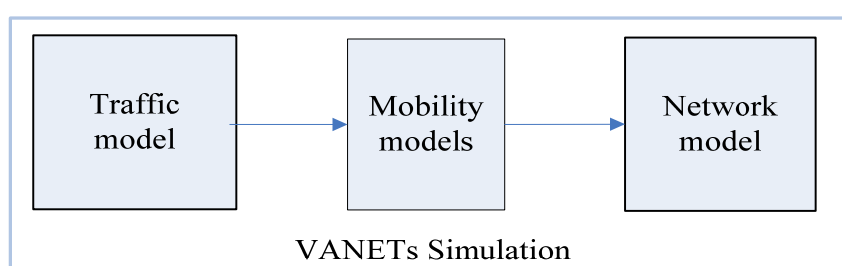 Traffic
model
Mobility
models
Network
model
VANETs Simulation